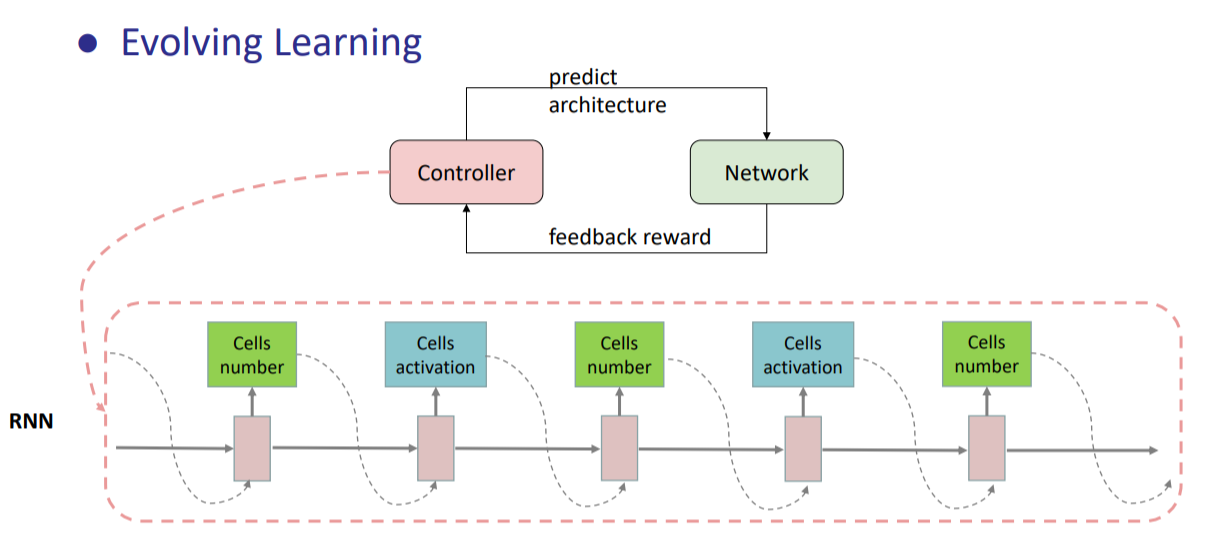 ● Evolving Learning
predict
architecture
Controller
Network
feedback reward
Cells
number
Cells
activation
Cells
number
Cells
activation
Cells
number
RNN